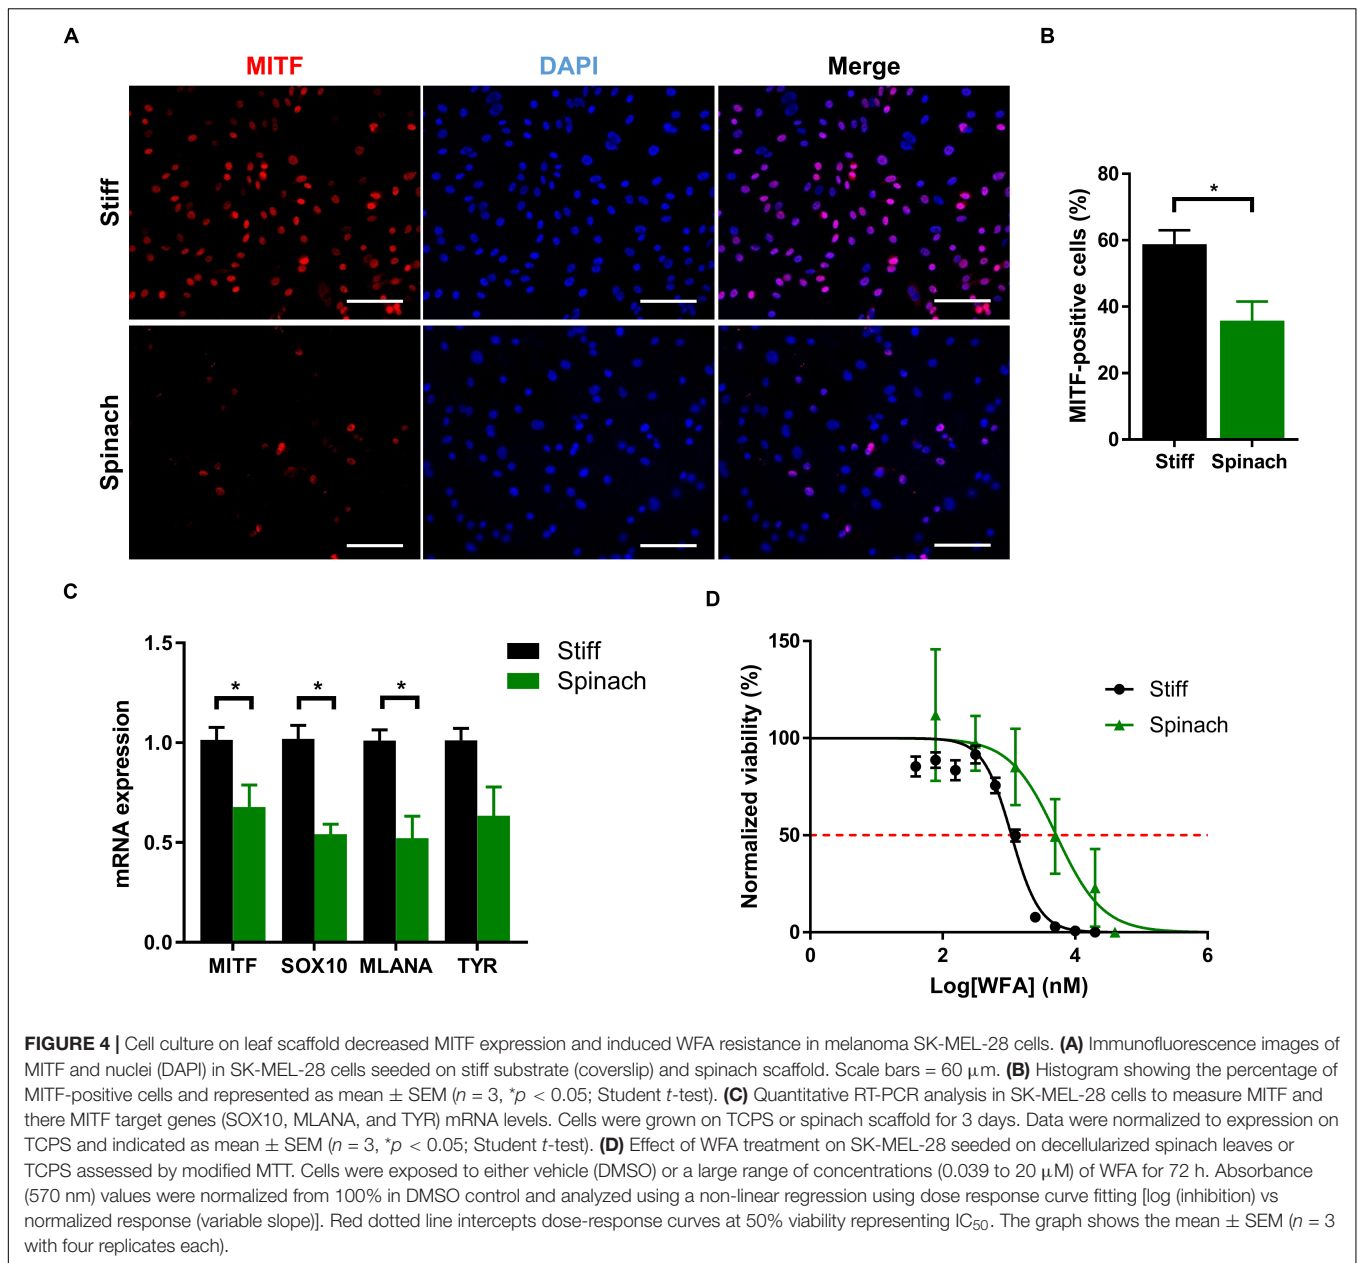 A
B
MITF
DAPI
Merge
Stiff
Spinach
MITF-positive cells (%)
80
60
40
20
0
*
Stiff
Spinach
C
D
mRNA expression
1.5
1.0
0.5
0.0
*
*
*
MITF
SOX10
MLANA
TYR
Stiff
Spinach
Normalized viability (%)
150
100
50
0
0
2
4
6
Log[WFA] (nM)
Stiff
Spinach
FIGURE 4 | Cell culture on leaf scaffold decreased MITF expression and induced WFA resistance in melanoma SK-MEL-28 cells. (A) Immunofluorescence images of
MITF and nuclei (DAPI) in SK-MEL-28 cells seeded on stiff substrate (coverslip) and spinach scaffold. Scale bars = 60 μm. (B) Histogram showing the percentage of
MITF-positive cells and represented as mean ± SEM (n = 3, *p < 0.05; Student t-test). (C) Quantitative RT-PCR analysis in SK-MEL-28 cells to measure MITF and
there MITF target genes (SOX10, MLANA, and TYR) mRNA levels. Cells were grown on TCPS or spinach scaffold for 3 days. Data were normalized to expression on
TCPS and indicated as mean ± SEM (n = 3, *p < 0.05; Student t-test). (D) Effect of WFA treatment on SK-MEL-28 seeded on decellularized spinach leaves or
TCPS assessed by modified MTT. Cells were exposed to either vehicle (DMSO) or a large range of concentrations (0.039 to 20 μM) of WFA for 72 h. Absorbance
(570 nm) values were normalized from 100% in DMSO control and analyzed using a non-linear regression using dose response curve fitting [log (inhibition) vs
normalized response (variable slope)]. Red dotted line intercepts dose-response curves at 50% viability representing IC50. The graph shows the mean ± SEM (n = 3
with four replicates each).